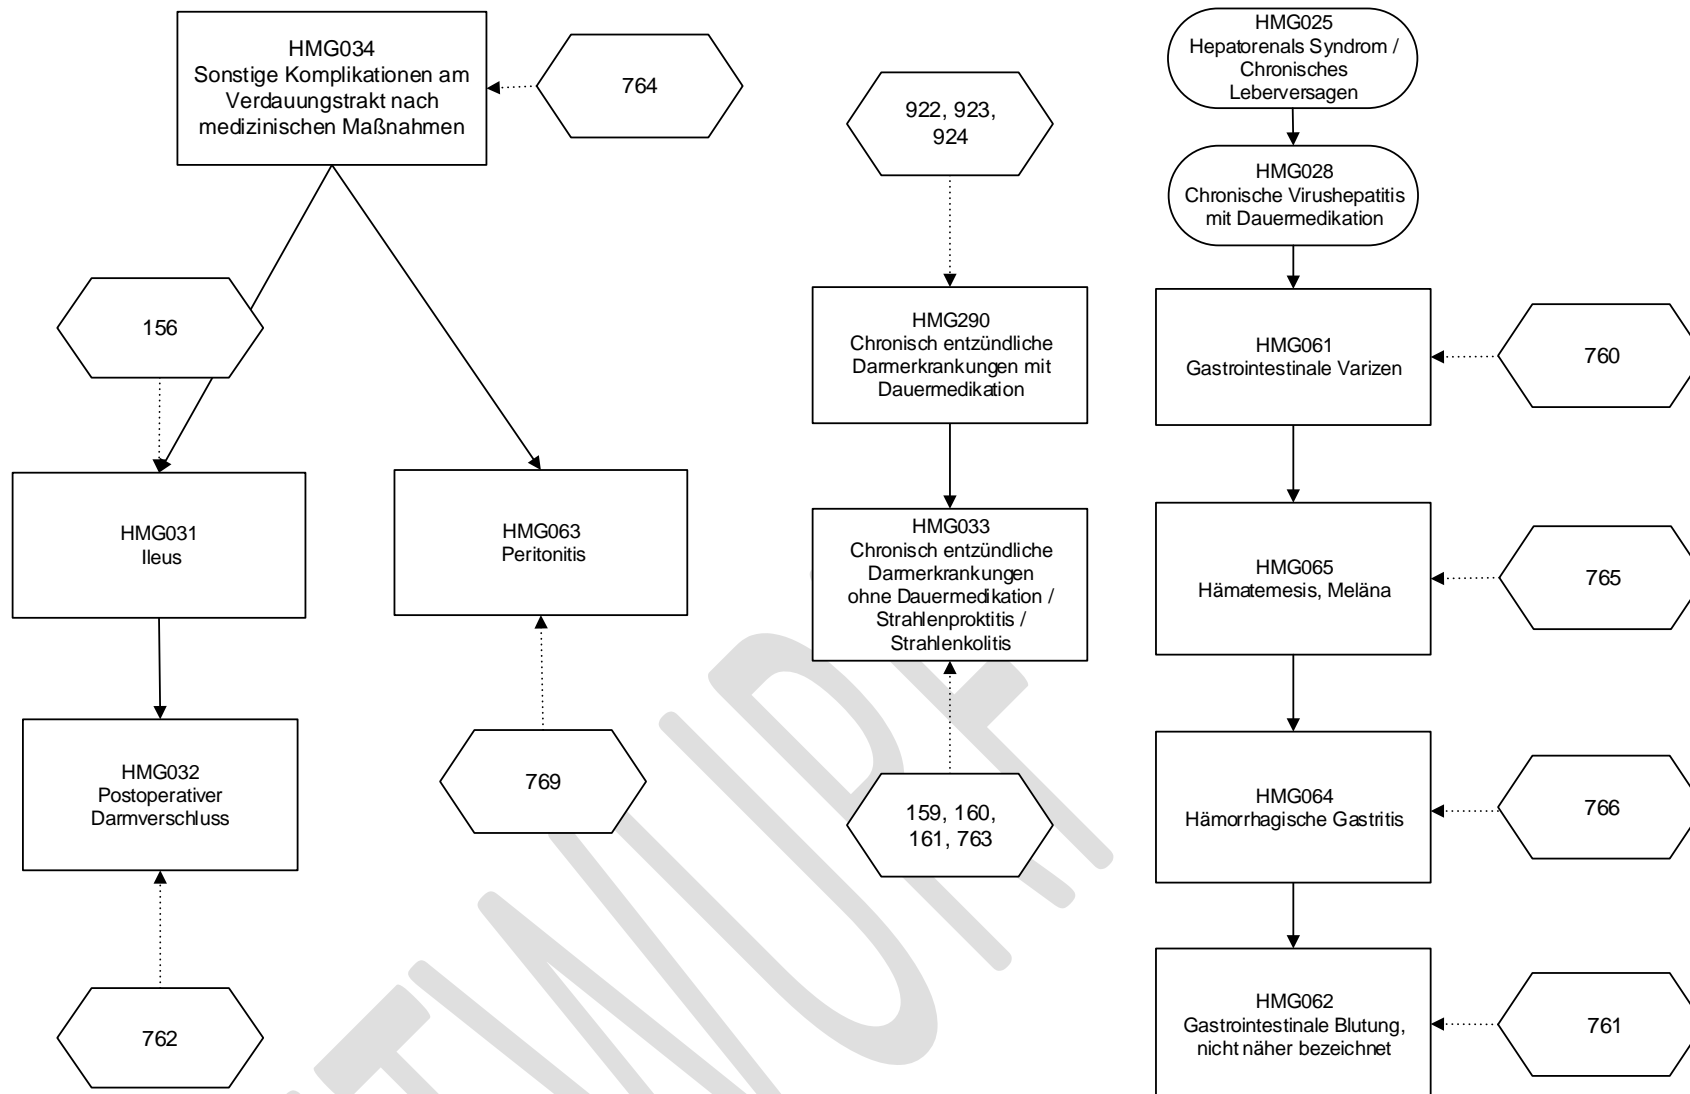 HMG034
Sonstige Komplikationen am
Verdauungstrakt nach
medizinischen Maßnahmen
764
156
HMG031
Ileus
HMG063
Peritonitis
HMG032
Postoperativer
Darmverschluss
769
762
922, 923,
924
HMG290
Chronisch entzündliche
Darmerkrankungen mit
Dauermedikation
HMG033
Chronisch entzündliche
Darmerkrankungen
ohne Dauermedikation /
Strahlenproktitis /
Strahlenkolitis
159, 160,
161, 763
HMG025
Hepatorenals Syndrom /
Chronisches
Leberversagen
HMG028
Chronische Virushepatitis
mit Dauermedikation
HMG061
Gastrointestinale Varizen
760
HMG065
Hämatemesis, Meläna
765
HMG064
Hämorrhagische Gastritis
766
HMG062
Gastrointestinale Blutung,
nicht näher bezeichnet
761
TWURF